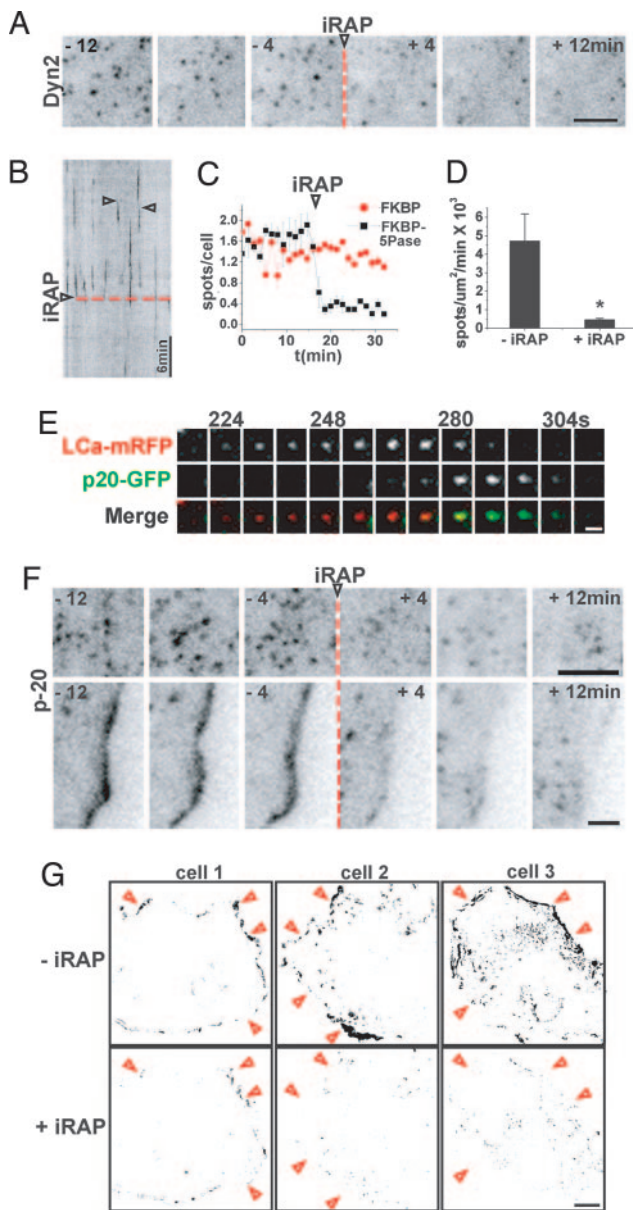 A
iRAP
- 12
- 4
+ 4
+ 12min
Dyn2
B
iRAP
6min
C
iRAP
FKBP
FKBP-
5Pase
spots/cell
2.0
1.6
1.2
0.8
0.4
0.0
0
10
20
30
t(min)
D
spots/um²/min X 10³
6
5
4
3
2
1
0
*
- iRAP
+ iRAP
E
224
248
280
304s
LCa-mRFP
p20-GFP
Merge
F
iRAP
- 12
- 4
+ 4
+ 12min
p-20
- 12
- 4
+ 4
+ 12min
G
cell 1
cell 2
cell 3
- iRAP
+ iRAP